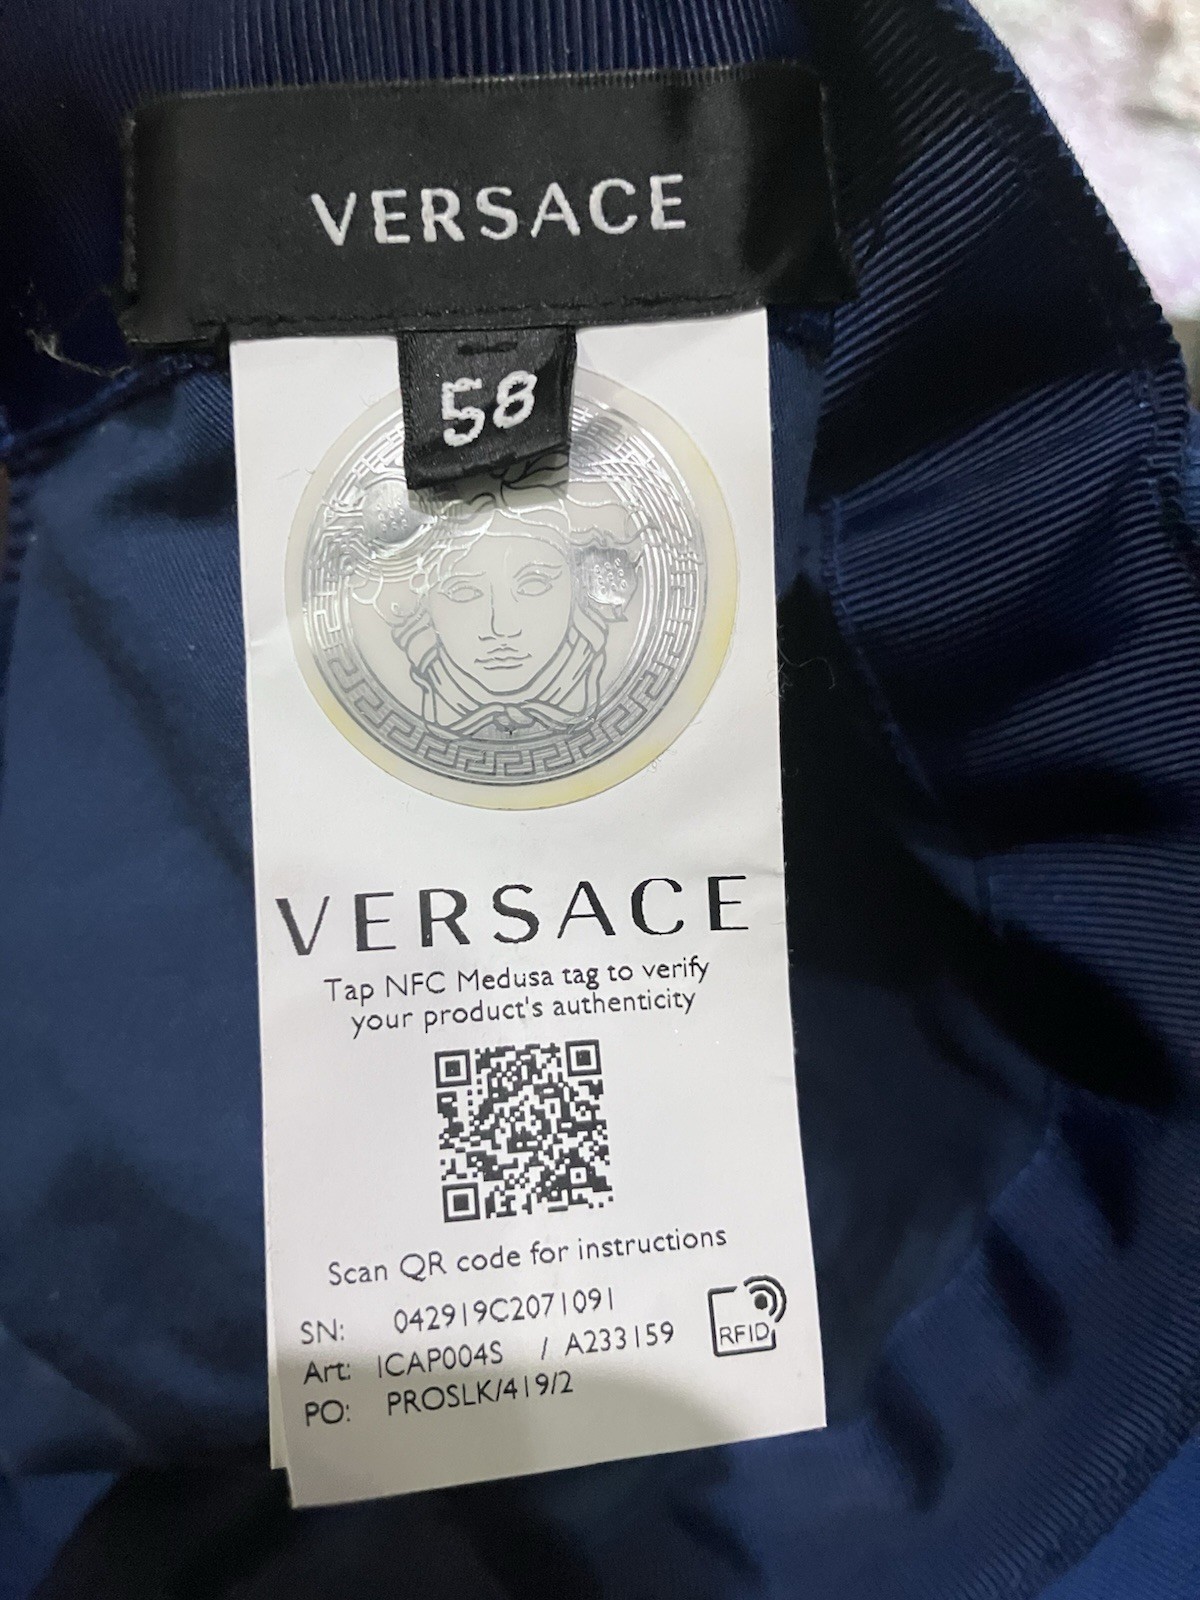 VERSACE
58
VERSACE
Tap NFC Medusa tag to verify
your product's authenticity
Scan QR code for instructions
SN: 042919C2071091
Art: 1CAP004S / A233159
PO: PROSLK/419/2
RFID